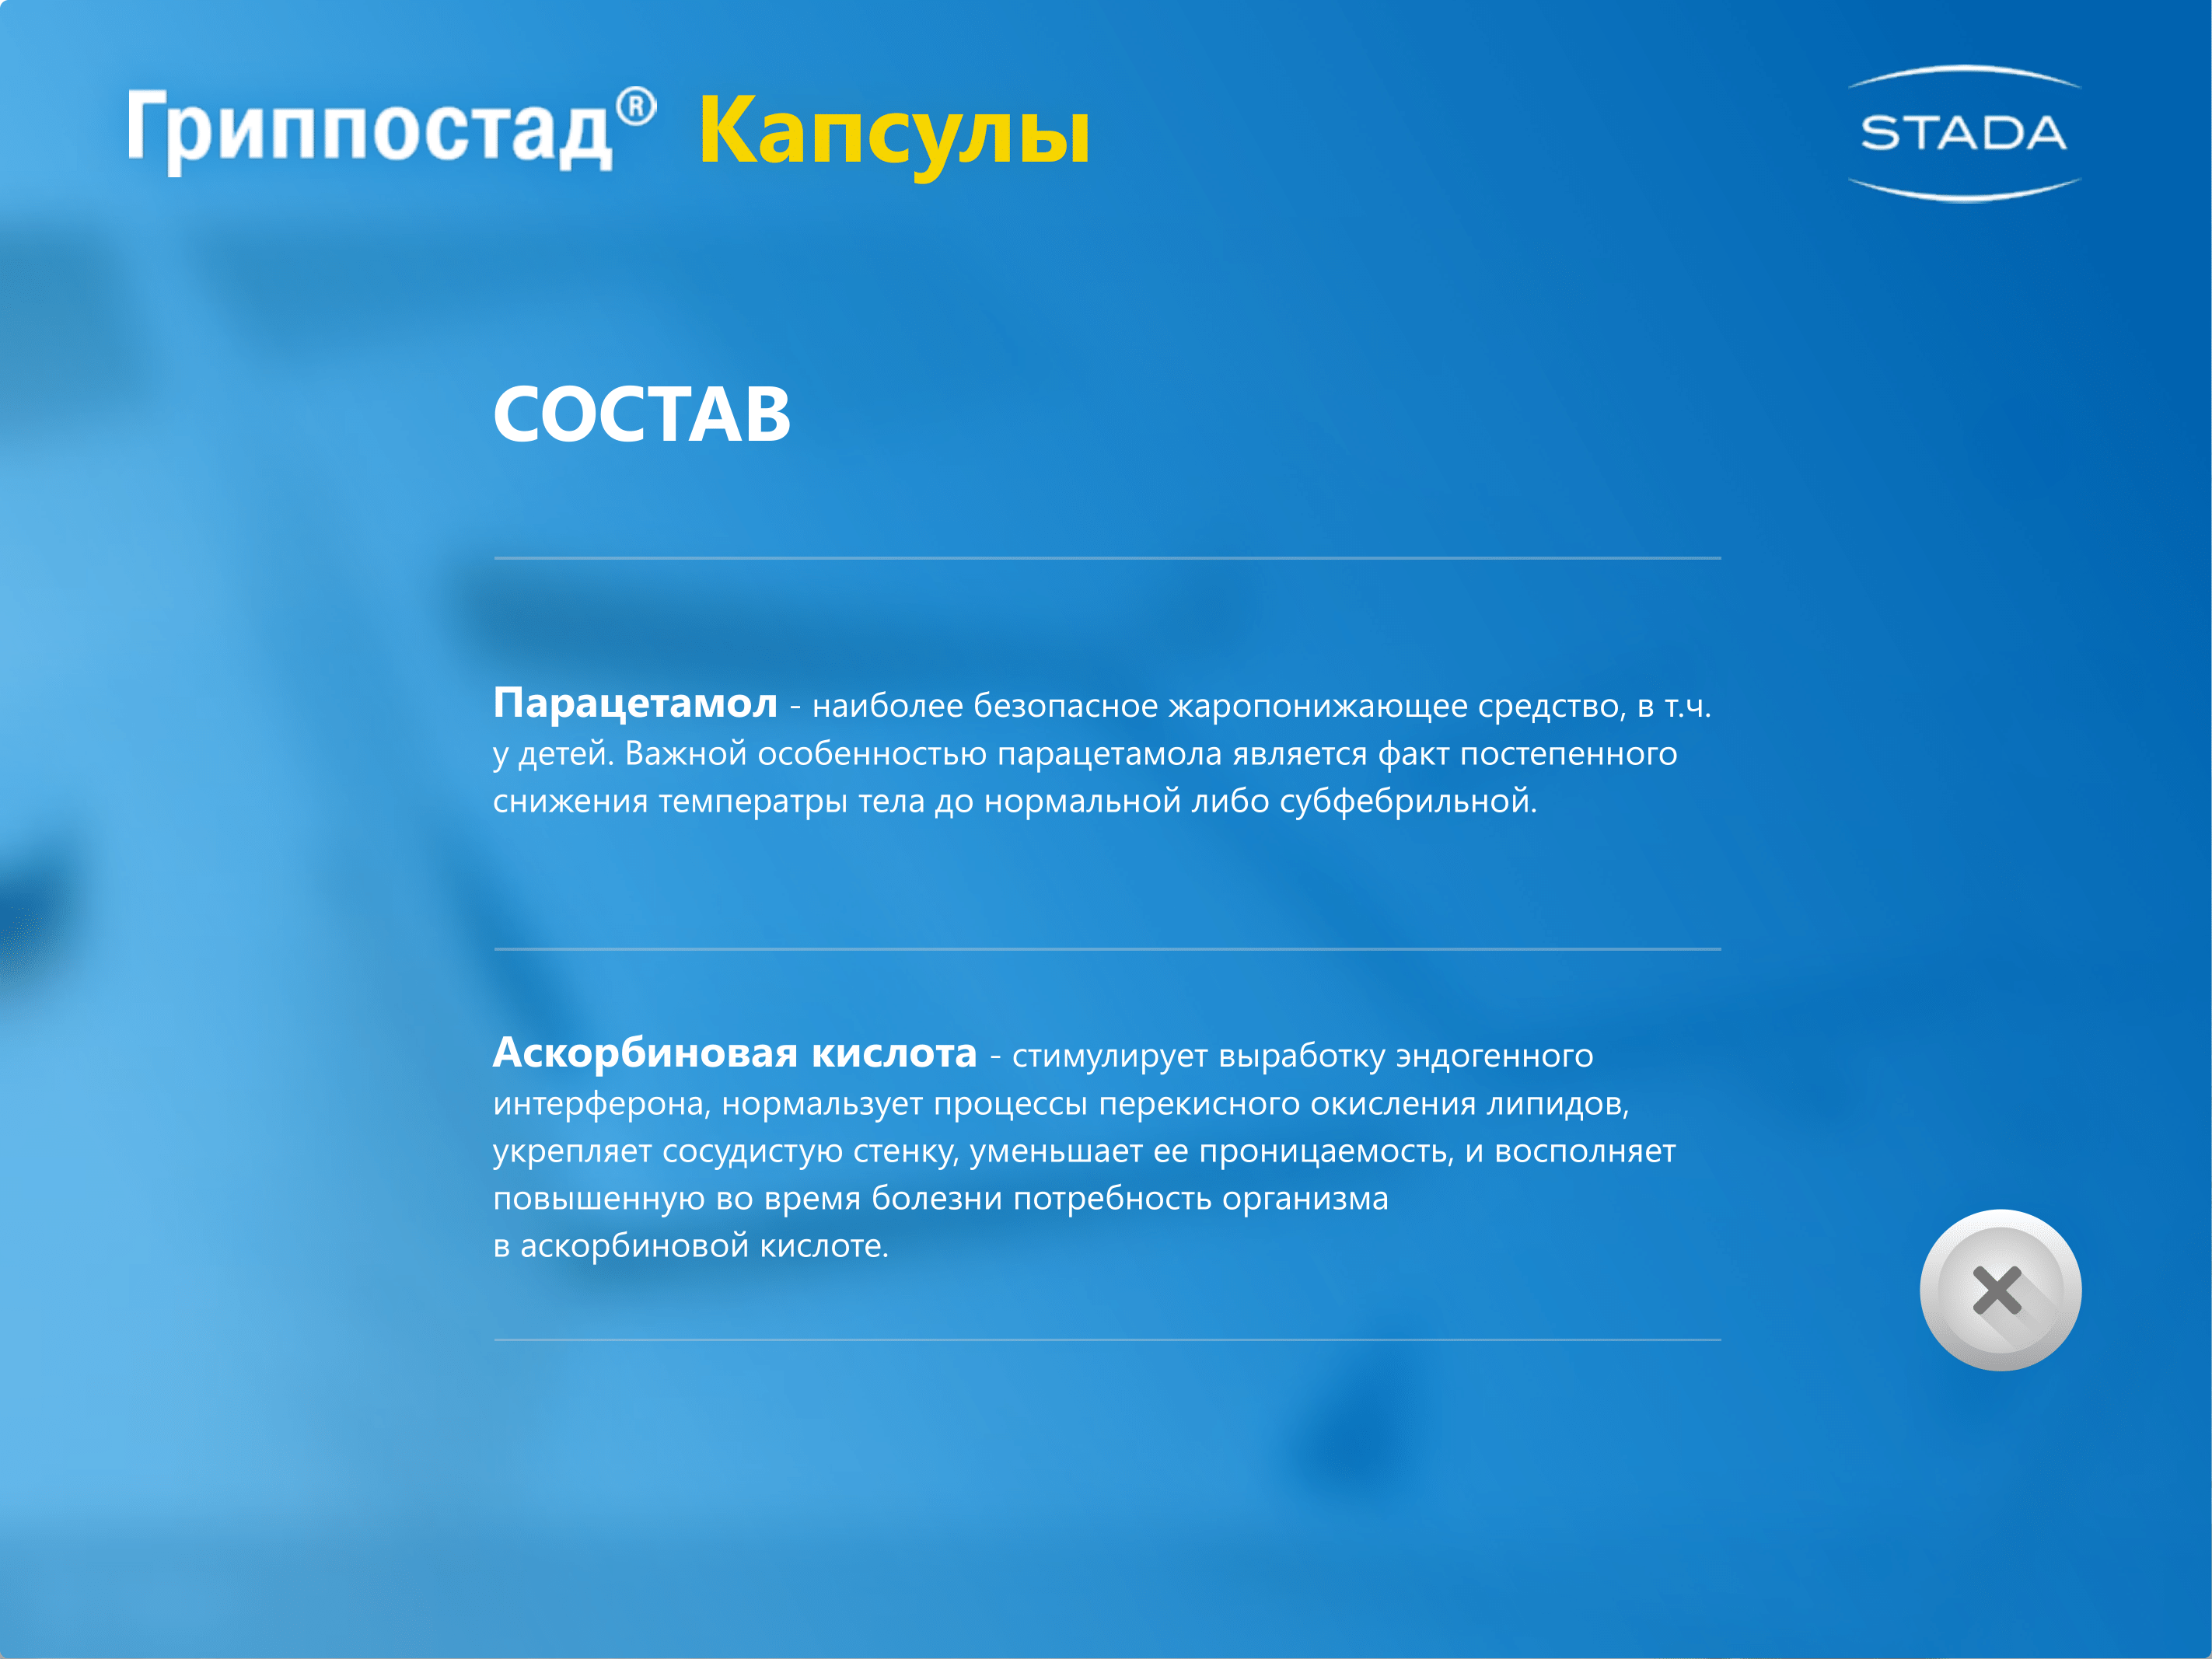 Гриппостад® Капсулы
STADA
СОСТАВ
Парацетамол - наиболее безопасное жаропонижающее средство, в т.ч.
у детей. Важной особенностью парацетамола является факт постепенного
снижения температры тела до нормальной либо субфебрильной.
Аскорбиновая кислота - стимулирует выработку эндогенного
интерферона, нормальзует процессы перекисного окисления липидов,
укрепляет сосудистую стенку, уменьшает ее проницаемость, и восполняет
повышенную во время болезни потребность организма
в аскорбиновой кислоте.